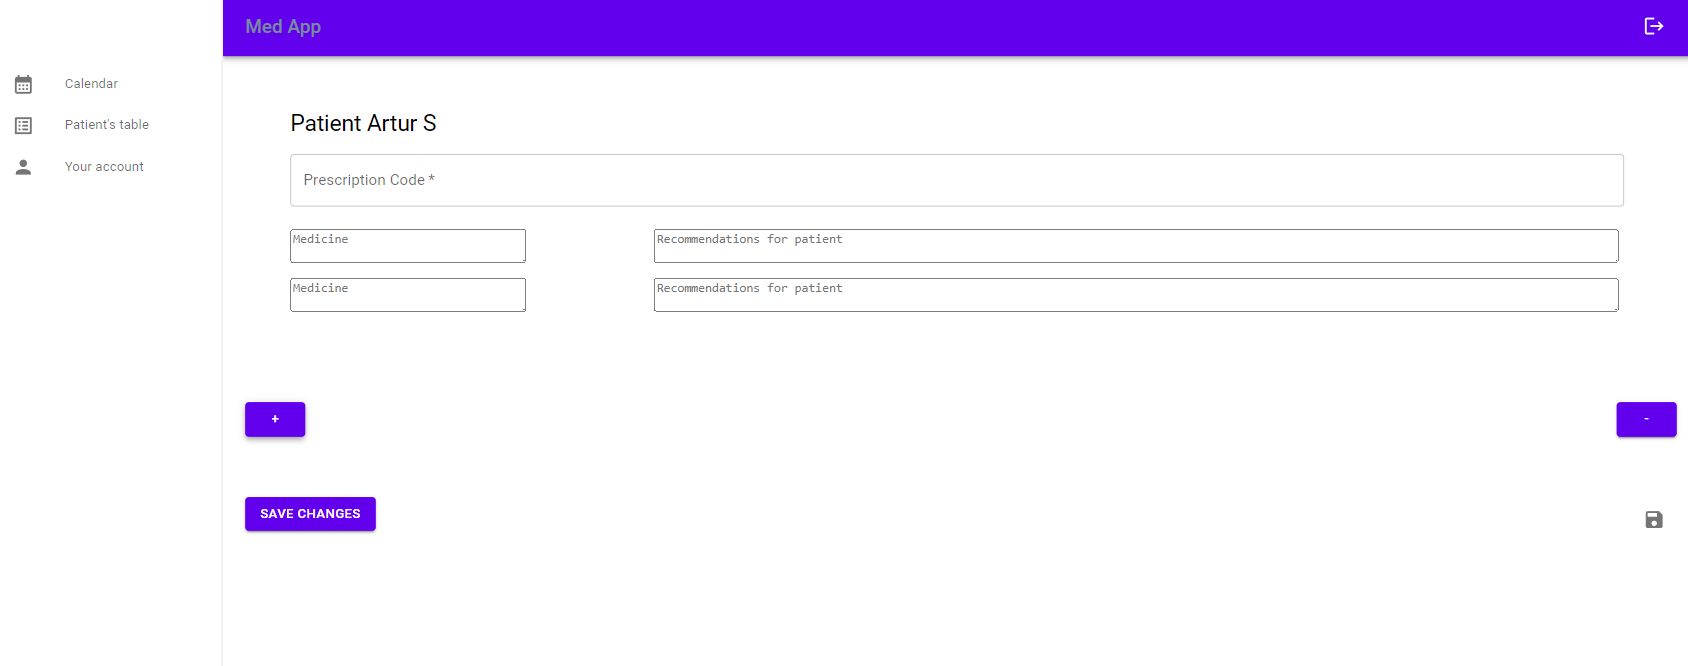 Med App
Calendar
Patient's table
Your account
Patient Artur S
Prescription Code *
Medicine
Recommendations for patient
Medicine
Recommendations for patient
+
-
SAVE CHANGES